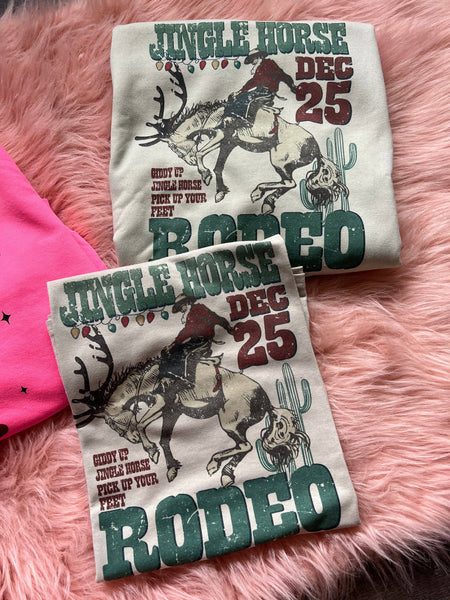 JINGLE HORSE
DEC
25
GIDDY UP
JINGLE HORSE
PICK UP YOUR
FEET
RODEO
JINGLE HORSE
DEC
25
GIDDY UP
JINGLE HORSE
PICK UP YOUR
FEET
RODEO